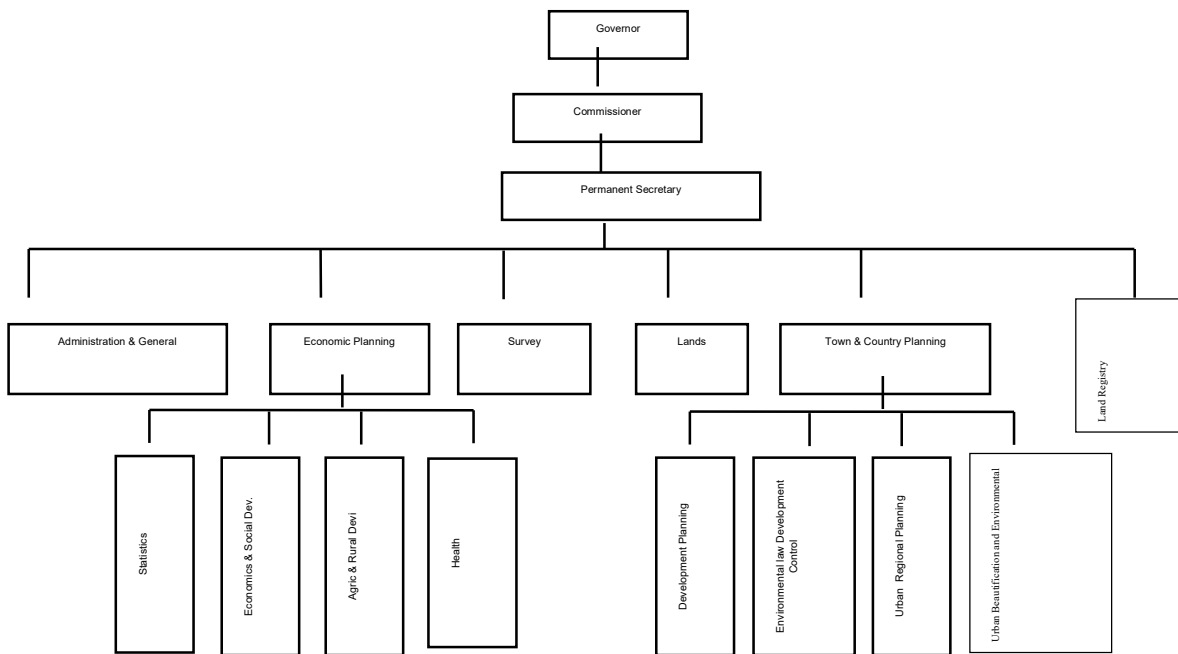 Governor
Commissioner
Permanent Secretary
Administration & General
Economic Planning
Survey
Lands
Town & Country Planning
Land Registry
Statistics
Economics & Social Dev.
Agric & Rural Devi
Health
Development Planning
Environmental law Development
Control
Urban Regional Planning
Urban Beautification and Environmental